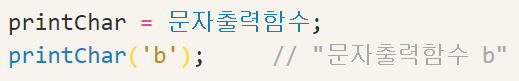 printChar = 문자출력함수;
printChar('b');     // "문자출력함수 b"